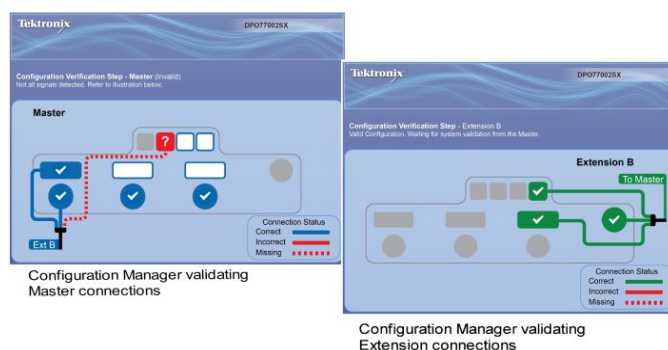 Tektronix
DPO77002SX
Configuration Verification Step - Master (Invalid)
Not all signals detected. Refer to illustration below.
Master
?
Ext B
Connection Status
Correct
Incorrect
Missing
Configuration Manager validating
Master connections
Tektronix
DPO77002SX
Configuration Verification Step - Extension B
Valid Configuration. Waiting for system validation from the Master.
Extension B
To Master
Connection Status
Correct
Incorrect
Missing
Configuration Manager validating
Extension connections